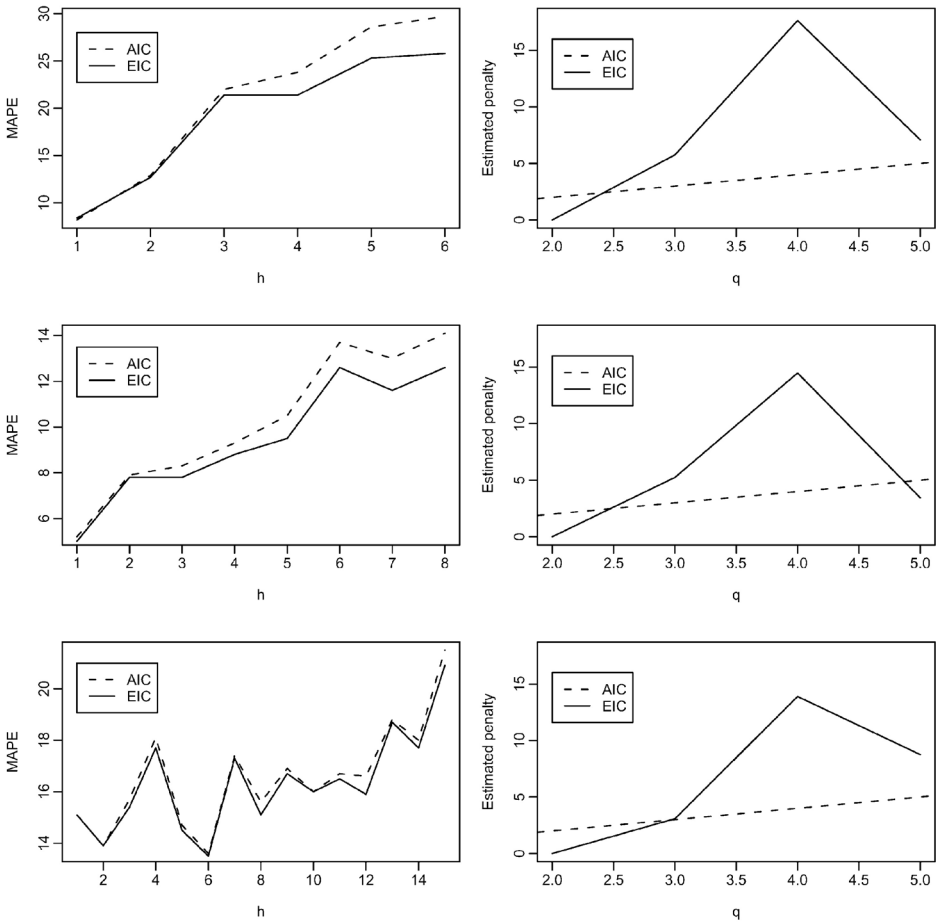 MAPE
30
25
20
15
10
AIC
EIC
1 2 3 4 5 6
h
Estimated penalty
15
10
5
0
AIC
EIC
2.0 2.5 3.0 3.5 4.0 4.5 5.0
q
MAPE
14
12
10
8
6
AIC
EIC
1 2 3 4 5 6 7 8
h
Estimated penalty
15
10
5
0
AIC
EIC
2.0 2.5 3.0 3.5 4.0 4.5 5.0
q
MAPE
20
18
16
14
AIC
EIC
2 4 6 8 10 12 14
h
Estimated penalty
15
10
5
0
AIC
EIC
2.0 2.5 3.0 3.5 4.0 4.5 5.0
q